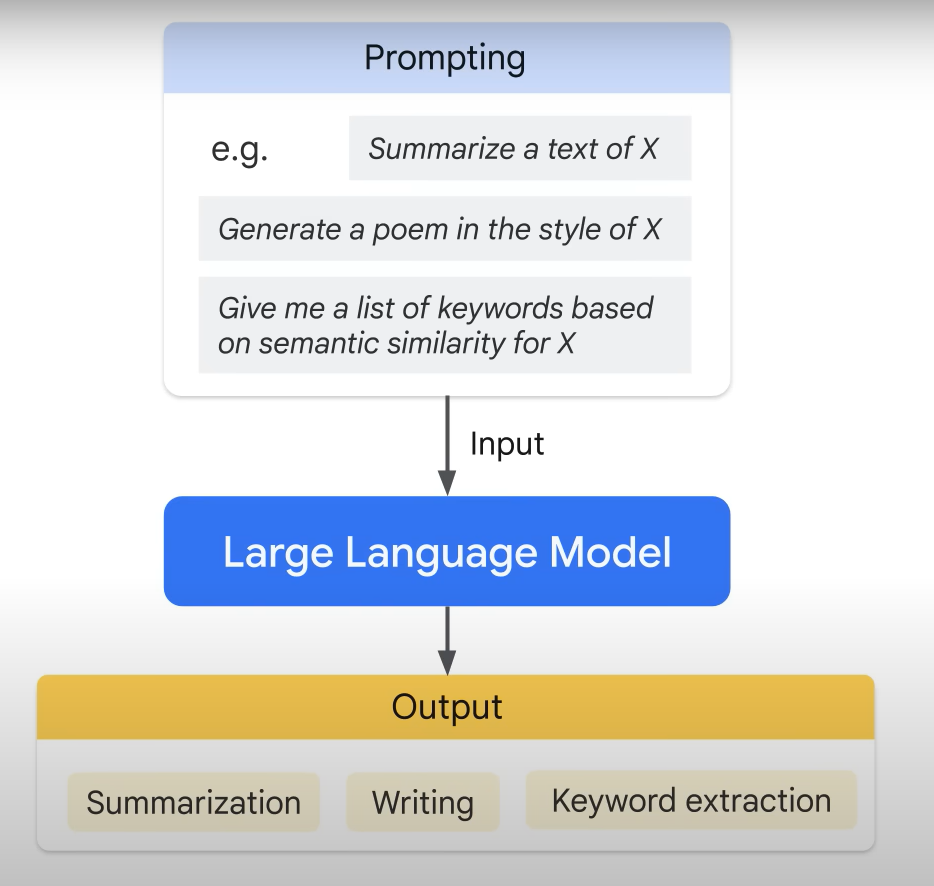 Prompting
e.g.
Summarize a text of X
Generate a poem in the style of X
Give me a list of keywords based
on semantic similarity for X
Input
Large Language Model
Output
Summarization
Writing
Keyword extraction